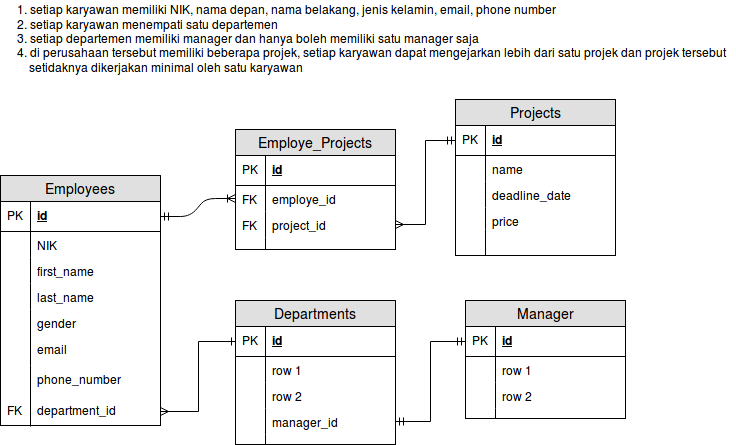 1. setiap karyawan memiliki NIK, nama depan, nama belakang, jenis kelamin, email, phone number
2. setiap karyawan menempati satu departemen
3. setiap departemen memiliki manager dan hanya boleh memiliki satu manager saja
4. di perusahaan tersebut memiliki beberapa projek, setiap karyawan dapat mengejarkan lebih dari satu projek dan projek tersebut
setidaknya dikerjakan minimal oleh satu karyawan
Projects
PK id
name
deadline_date
price
Employe_Projects
PK id
FK employe_id
FK project_id
Employees
PK id
NIK
first_name
last_name
gender
email
phone_number
FK department_id
Departments
PK id
row 1
row 2
manager_id
Manager
PK id
row 1
row 2